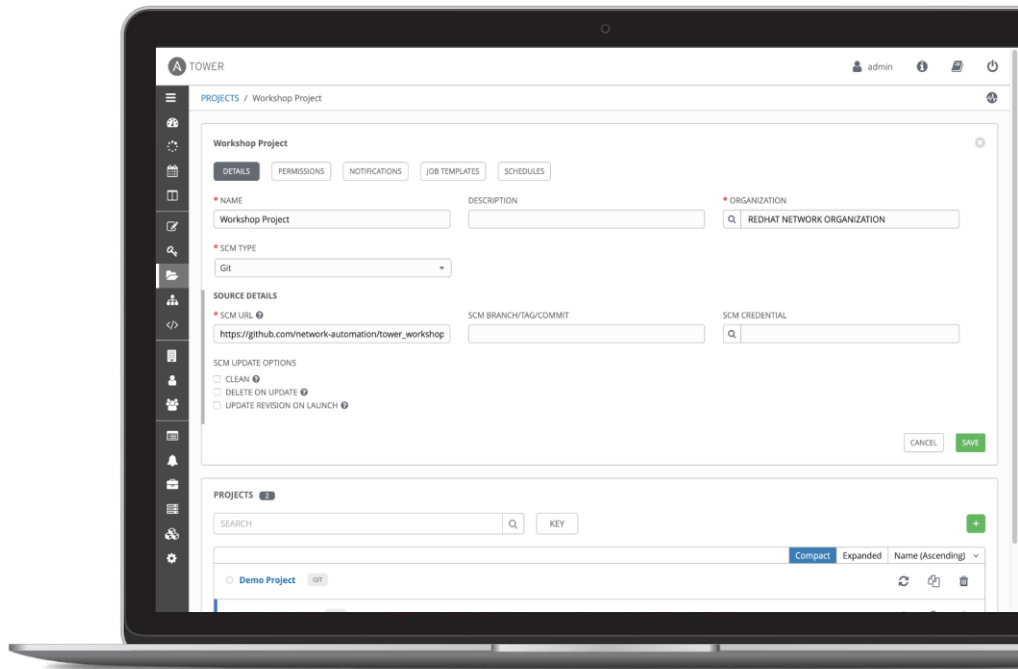 A TOWER
admin
PROJECTS / Workshop Project
Workshop Project
DETAILS PERMISSIONS NOTIFICATIONS JOB TEMPLATES SCHEDULES
* NAME DESCRIPTION * ORGANIZATION
Workshop Project REDHAT NETWORK ORGANIZATION
* SCM TYPE
Git
SOURCE DETAILS
* SCM URL SCM BRANCH/TAG/COMMIT SCM CREDENTIAL
https://github.com/network-automation/tower_workshop
SCM UPDATE OPTIONS
CLEAN
DELETE ON UPDATE
UPDATE REVISION ON LAUNCH
CANCEL SAVE
PROJECTS 2
SEARCH KEY
Compact Expanded Name (Ascending)
Demo Project GIT